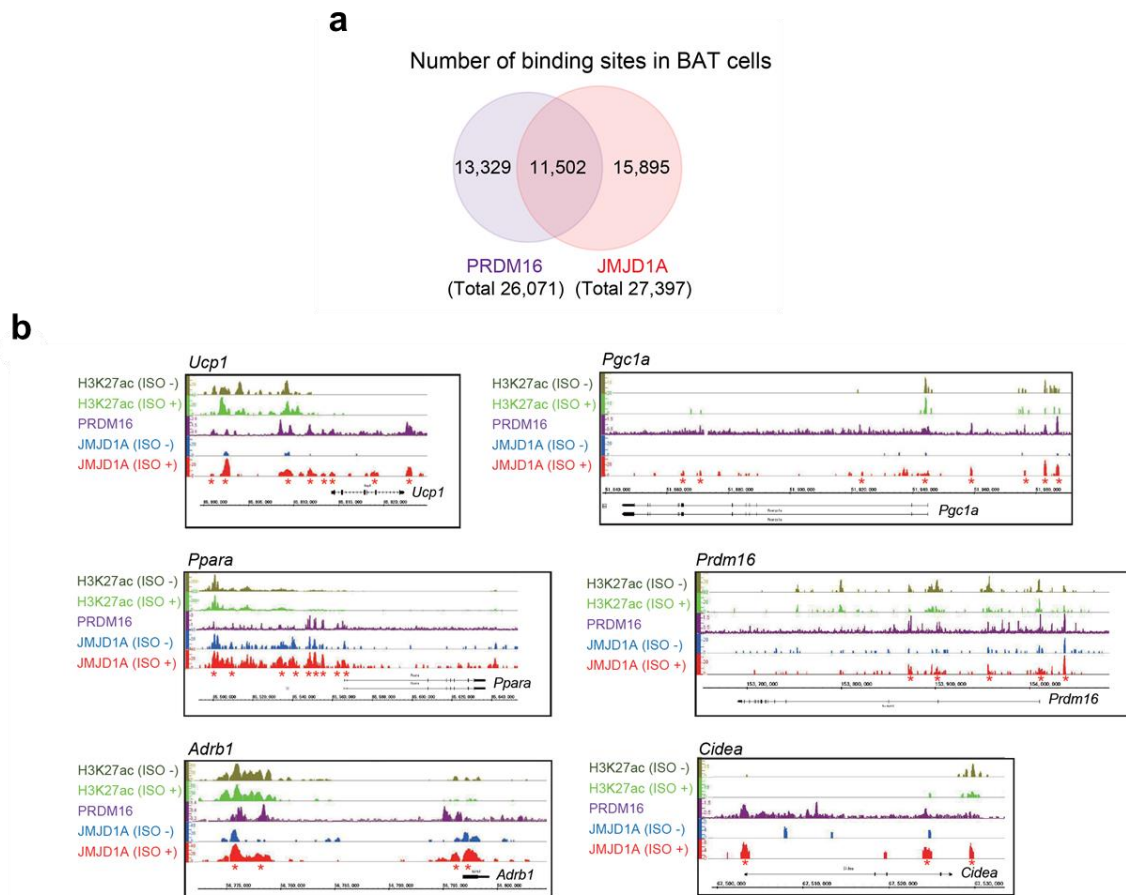 a
Number of binding sites in BAT cells
13,329 11,502 15,895
PRDM16 JMJD1A
(Total 26,071) (Total 27,397)
b
Ucp1
H3K27ac (ISO -)
H3K27ac (ISO +)
PRDM16
JMJD1A (ISO -)
JMJD1A (ISO +)
* * * * * * * *
Ucp1
Pgc1a
H3K27ac (ISO -)
H3K27ac (ISO +)
PRDM16
JMJD1A (ISO -)
JMJD1A (ISO +)
Pgc1a
Ppara
H3K27ac (ISO -)
H3K27ac (ISO +)
PRDM16
JMJD1A (ISO -)
JMJD1A (ISO +)
Ppara
Prdm16
H3K27ac (ISO -)
H3K27ac (ISO +)
PRDM16
JMJD1A (ISO -)
JMJD1A (ISO +)
Prdm16
Adrb1
H3K27ac (ISO -)
H3K27ac (ISO +)
PRDM16
JMJD1A (ISO -)
JMJD1A (ISO +)
Adrb1
Cidea
H3K27ac (ISO -)
H3K27ac (ISO +)
PRDM16
JMJD1A (ISO -)
JMJD1A (ISO +)
Cidea